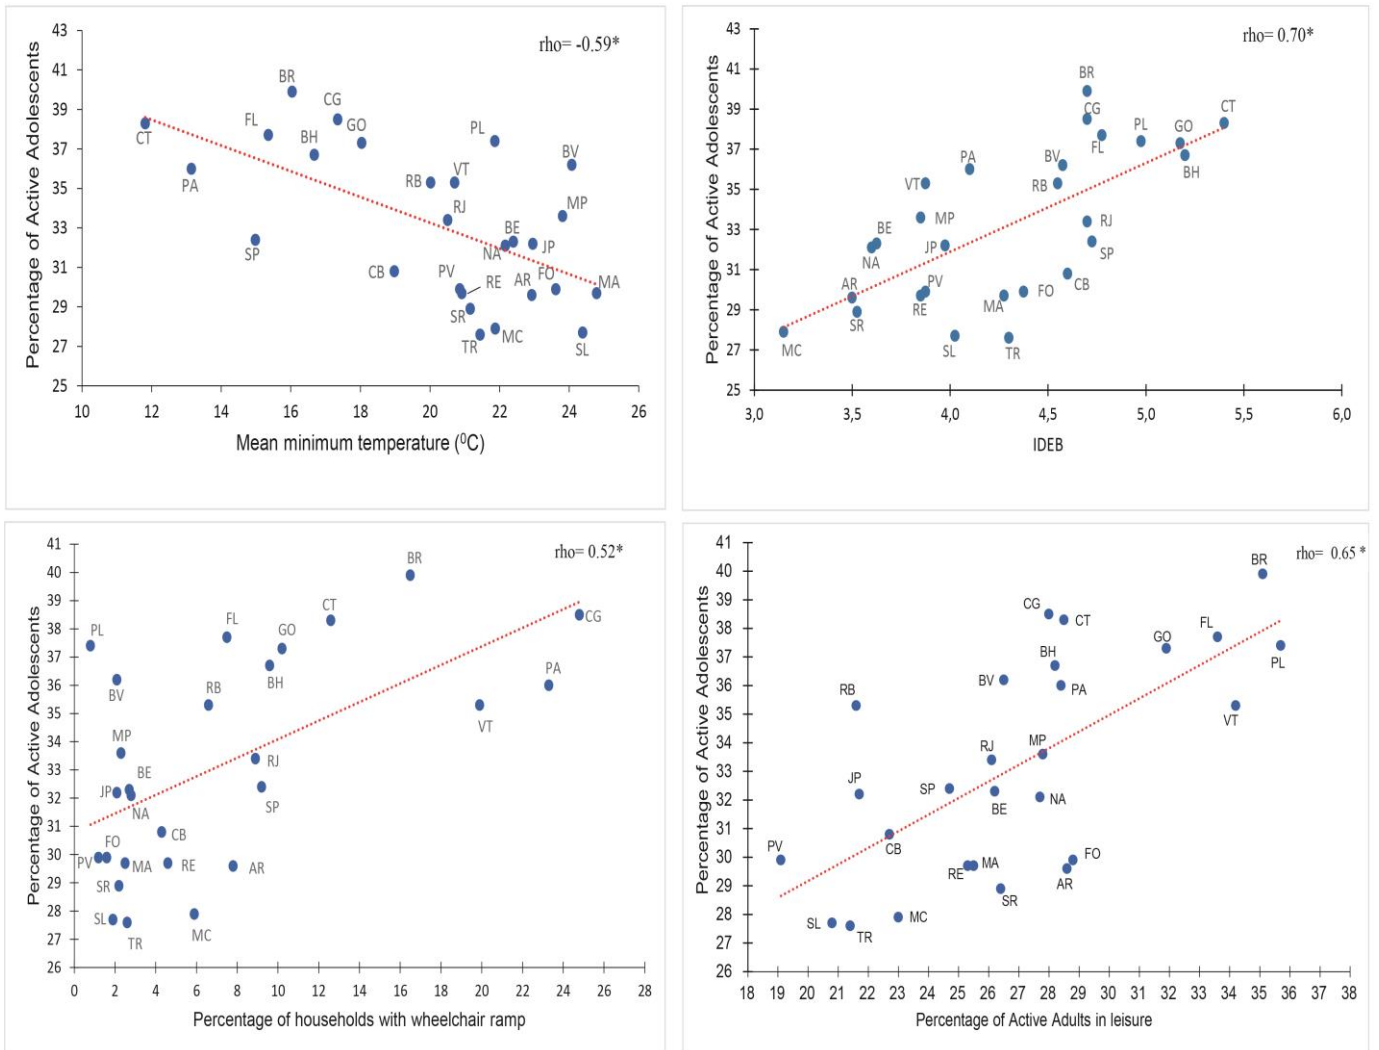 rho= -0.59*
Percentage of Active Adolescents
43
41
39
37
35
33
31
29
27
25
BR
CG
CT
FL
GO
BH
PL
PA
BV
RB
VT
MP
RJ
SP
BE
NA
JP
CB
PV
RE
AR
FO
MA
SR
TR
MC
SL
10 12 14 16 18 20 22 24 26
Mean minimum temperature (⁰C)
rho= 0.70*
Percentage of Active Adolescents
43
41
39
37
35
33
31
29
27
25
BR
CG
CT
FL
PL
GO
BH
PA
BV
VT
RB
MP
RJ
BE
NA
JP
SP
CB
AR
PV
RE
MA
FO
SR
MC
SL
TR
3,0 3,5 4,0 4,5 5,0 5,5 6,0
IDEB
rho= 0.52*
Percentage of Active Adolescents
41
40
39
38
37
36
35
34
33
32
31
30
29
28
27
26
BR
CT
CG
PL
FL
GO
BH
PA
BV
RB
VT
MP
RJ
BE
JP
NA
SP
CB
FO
PV
MA
RE
AR
SR
SL
TR
MC
0 2 4 6 8 10 12 14 16 18 20 22 24 26 28
Percentage of households with wheelchair ramp
rho= 0.65 *
Percentage of Active Adolescents
41
40
39
38
37
36
35
34
33
32
31
30
29
28
27
26
BR
CG
CT
FL
GO
PL
BH
BV
PA
RB
VT
MP
RJ
JP
SP
BE
NA
CB
PV
RE
MA
FO
AR
SR
SL
TR
MC
18 19 20 21 22 23 24 25 26 27 28 29 30 31 32 33 34 35 36 37 38
Percentage of Active Adults in leisure